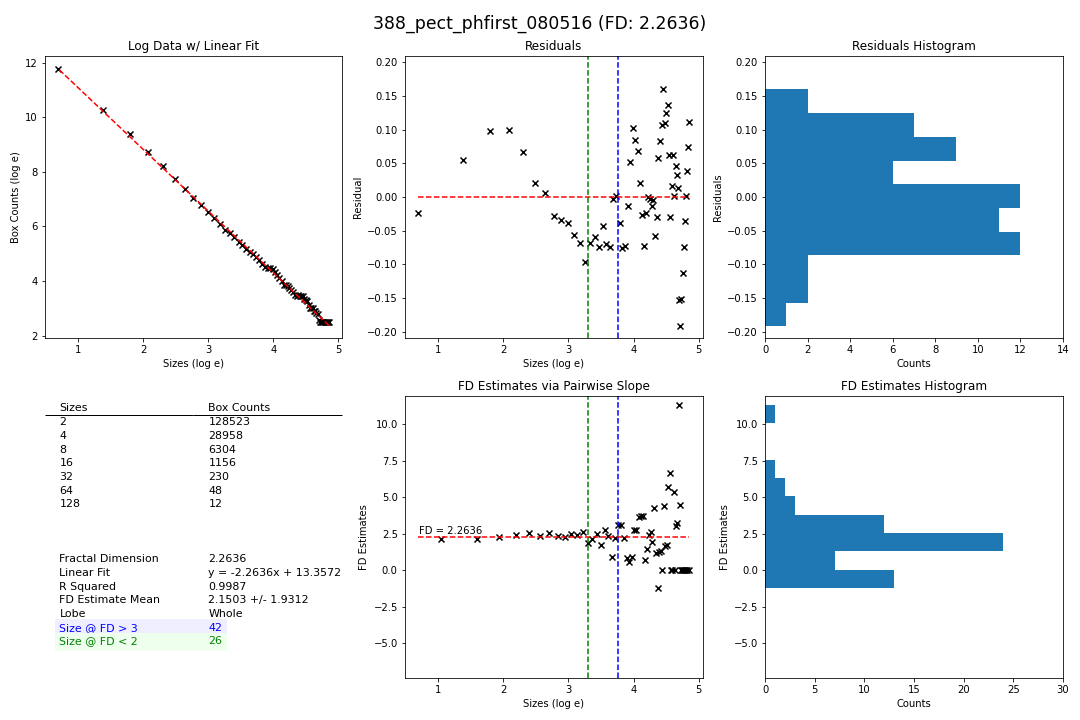 388_pect_phfirst_080516 (FD: 2.2636)
Log Data w/ Linear Fit
12
10
8
6
4
2
1 2 3 4 5
Box Counts (log e)
Sizes (log e)
Residuals
0.20
0.15
0.10
0.05
0.00
−0.05
−0.10
−0.15
−0.20
1 2 3 4 5
Residual
Sizes (log e)
Residuals Histogram
0.20
0.15
0.10
0.05
0.00
−0.05
−0.10
−0.15
−0.20
0 2 4 6 8 10 12 14
Residuals
Counts
Sizes Box Counts
2 128523
4 28958
8 6304
16 1156
32 230
64 48
128 12
Fractal Dimension 2.2636
Linear Fit y = -2.2636x + 13.3572
R Squared 0.9987
FD Estimate Mean 2.1503 +/- 1.9312
Lobe Whole
Size @ FD > 3 42
Size @ FD < 2 26
FD Estimates via Pairwise Slope
10.0
7.5
5.0
2.5
0.0
−2.5
−5.0
FD = 2.2636
1 2 3 4 5
FD Estimates
Sizes (log e)
FD Estimates Histogram
10.0
7.5
5.0
2.5
0.0
−2.5
−5.0
0 5 10 15 20 25 30
FD Estimates
Counts